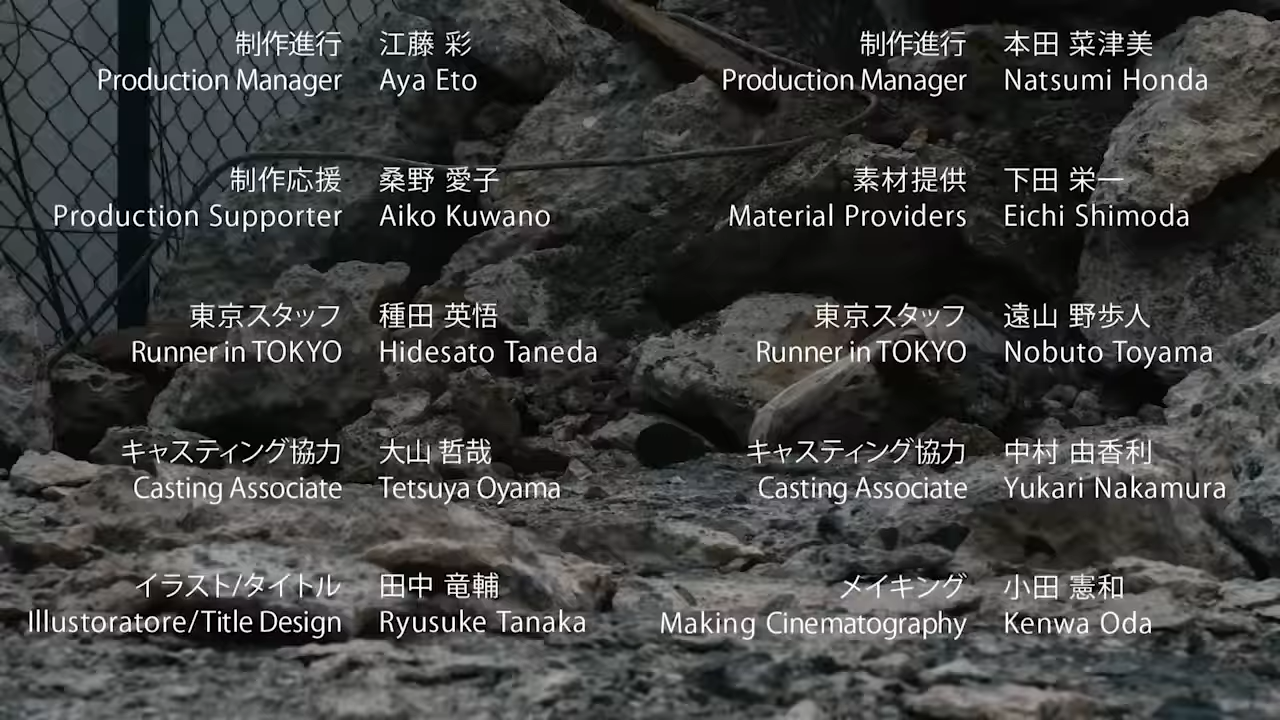 制作進行 江藤 彩
Production Manager Aya Eto
制作進行 本田 菜津美
Production Manager Natsumi Honda
制作応援 桑野 愛子
Production Supporter Aiko Kuwano
素材提供 下田 栄一
Material Providers Eichi Shimoda
東京スタッフ 種田 英悟
Runner in TOKYO Hidesato Taneda
東京スタッフ 遠山 野歩人
Runner in TOKYO Nobuto Toyama
キャスティング協力 大山 哲哉
Casting Associate Tetsuya Oyama
キャスティング協力 中村 由香利
Casting Associate Yukari Nakamura
イラスト/タイトル 田中 竜輔
Illustoratore/Title Design Ryusuke Tanaka
メイキング 小田 憲和
Making Cinematography Kenwa Oda